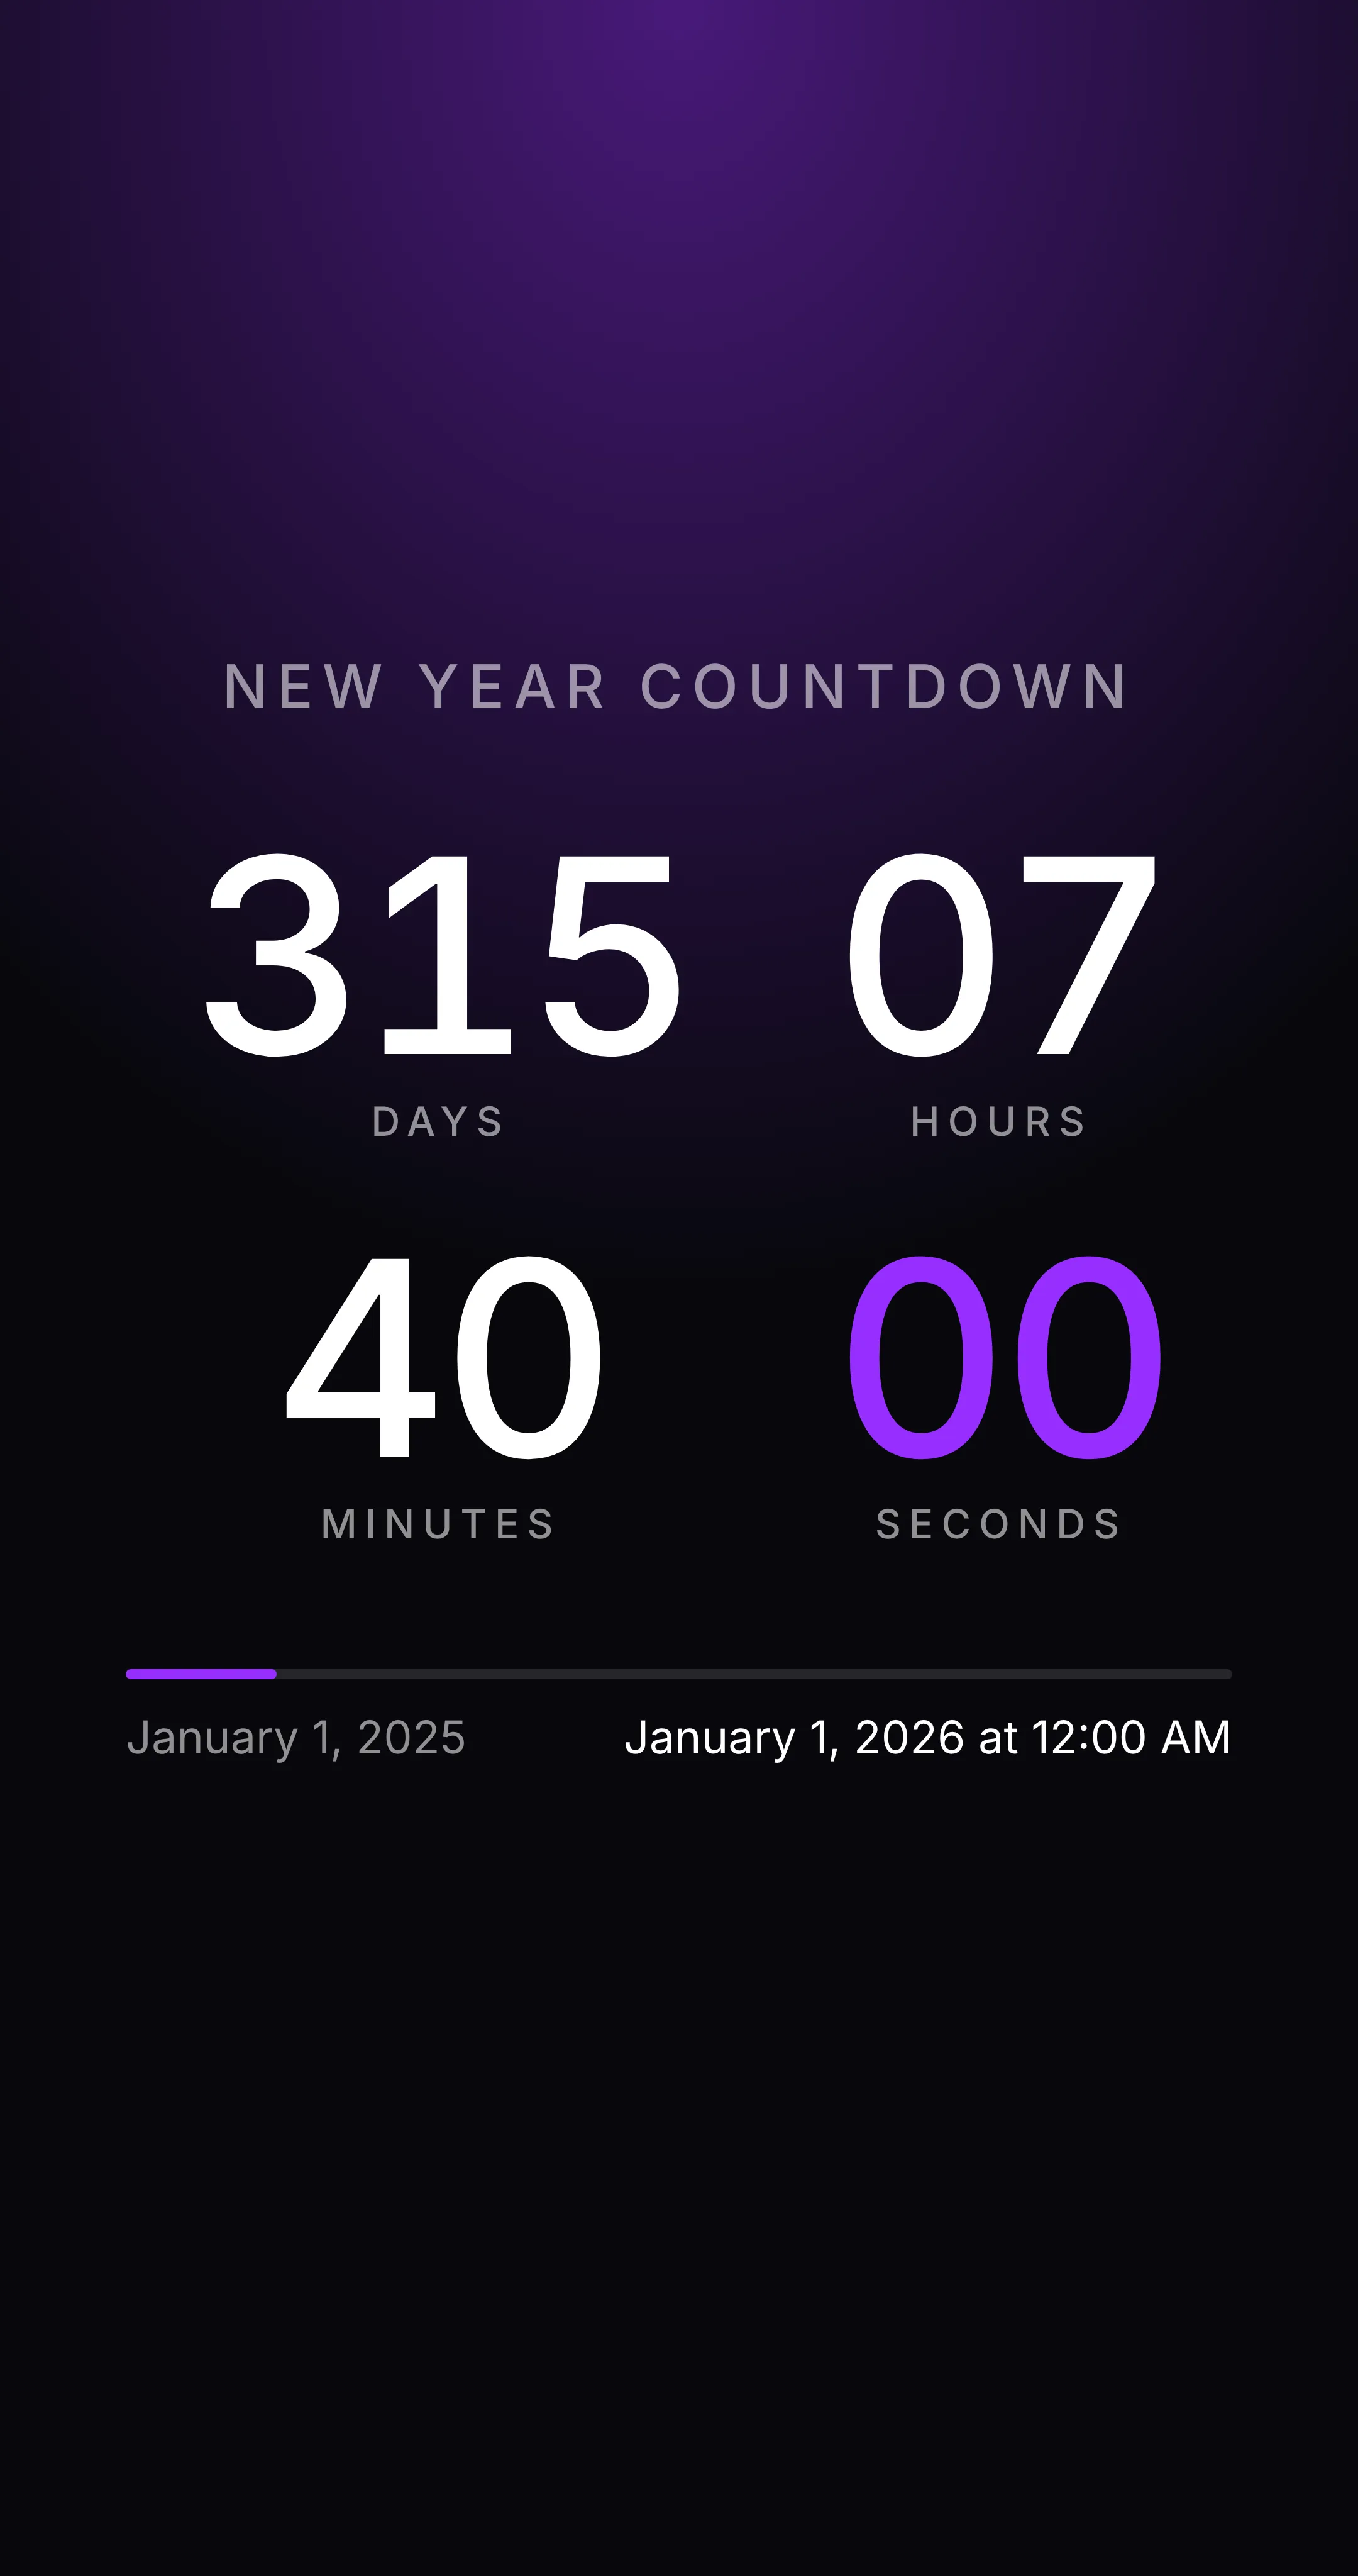 NEW YEAR COUNTDOWN
315 07
DAYS HOURS
40 00
MINUTES SECONDS
January 1, 2025 January 1, 2026 at 12:00 AM